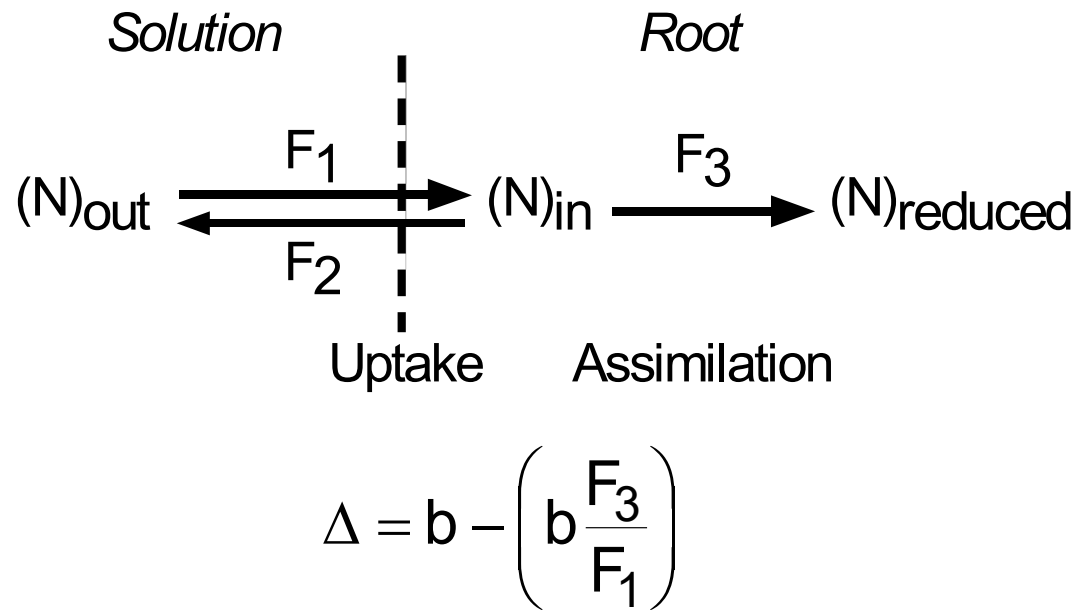 Solution Root
F1 F3
(N)out (N)in (N)reduced
F2
Uptake Assimilation
Δ = b − (b F3/F1)